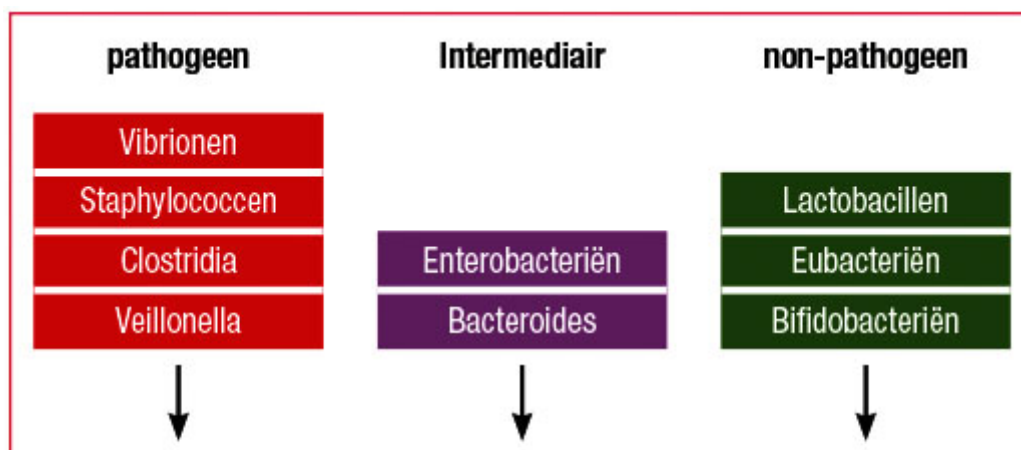 pathogeen
Intermediair
non-pathogeen
Vibrionen
Staphylococcen
Clostridia
Veillonella
Enterobacteriën
Bacteroides
Lactobacillen
Eubacteriën
Bifidobacteriën